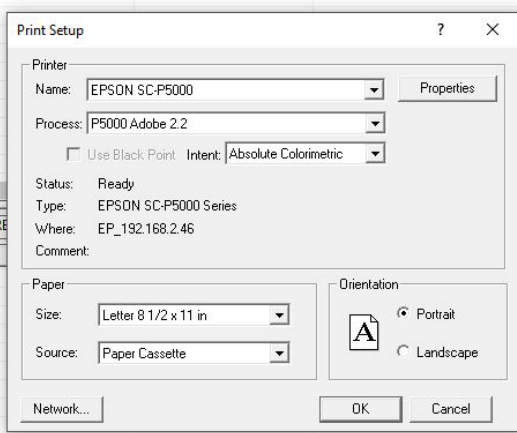 Print Setup ? X
Printer
Name: EPSON SC-P5000 Properties
Process: P5000 Adobe 2.2
Use Black Point Intent: Absolute Colorimetric
Status: Ready
Type: EPSON SC-P5000 Series
Where: EP_192.168.2.46
Comment:
Paper
Size: Letter 8 1/2 x 11 in
Source: Paper Cassette
Orientation
A
Portrait
Landscape
Network... OK Cancel